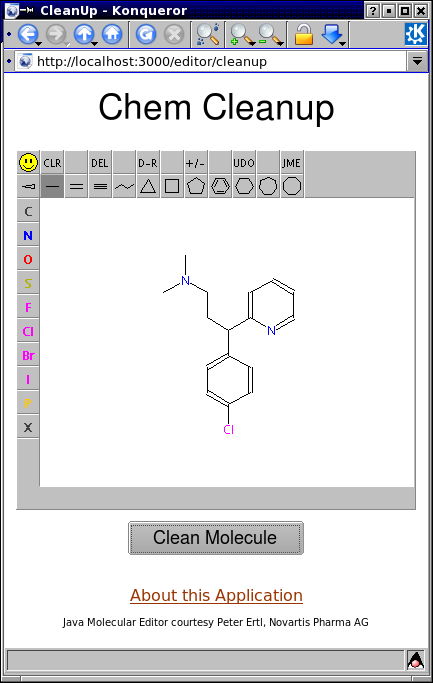 CleanUp - Konqueror
http://localhost:3000/editor/cleanup
Chem Cleanup
CLR DEL D-R +/- UDO JME
C
N
O
S
F
Cl
Br
I
P
X
N
N
Cl
Clean Molecule
About this Application
Java Molecular Editor courtesy Peter Ertl, Novartis Pharma AG